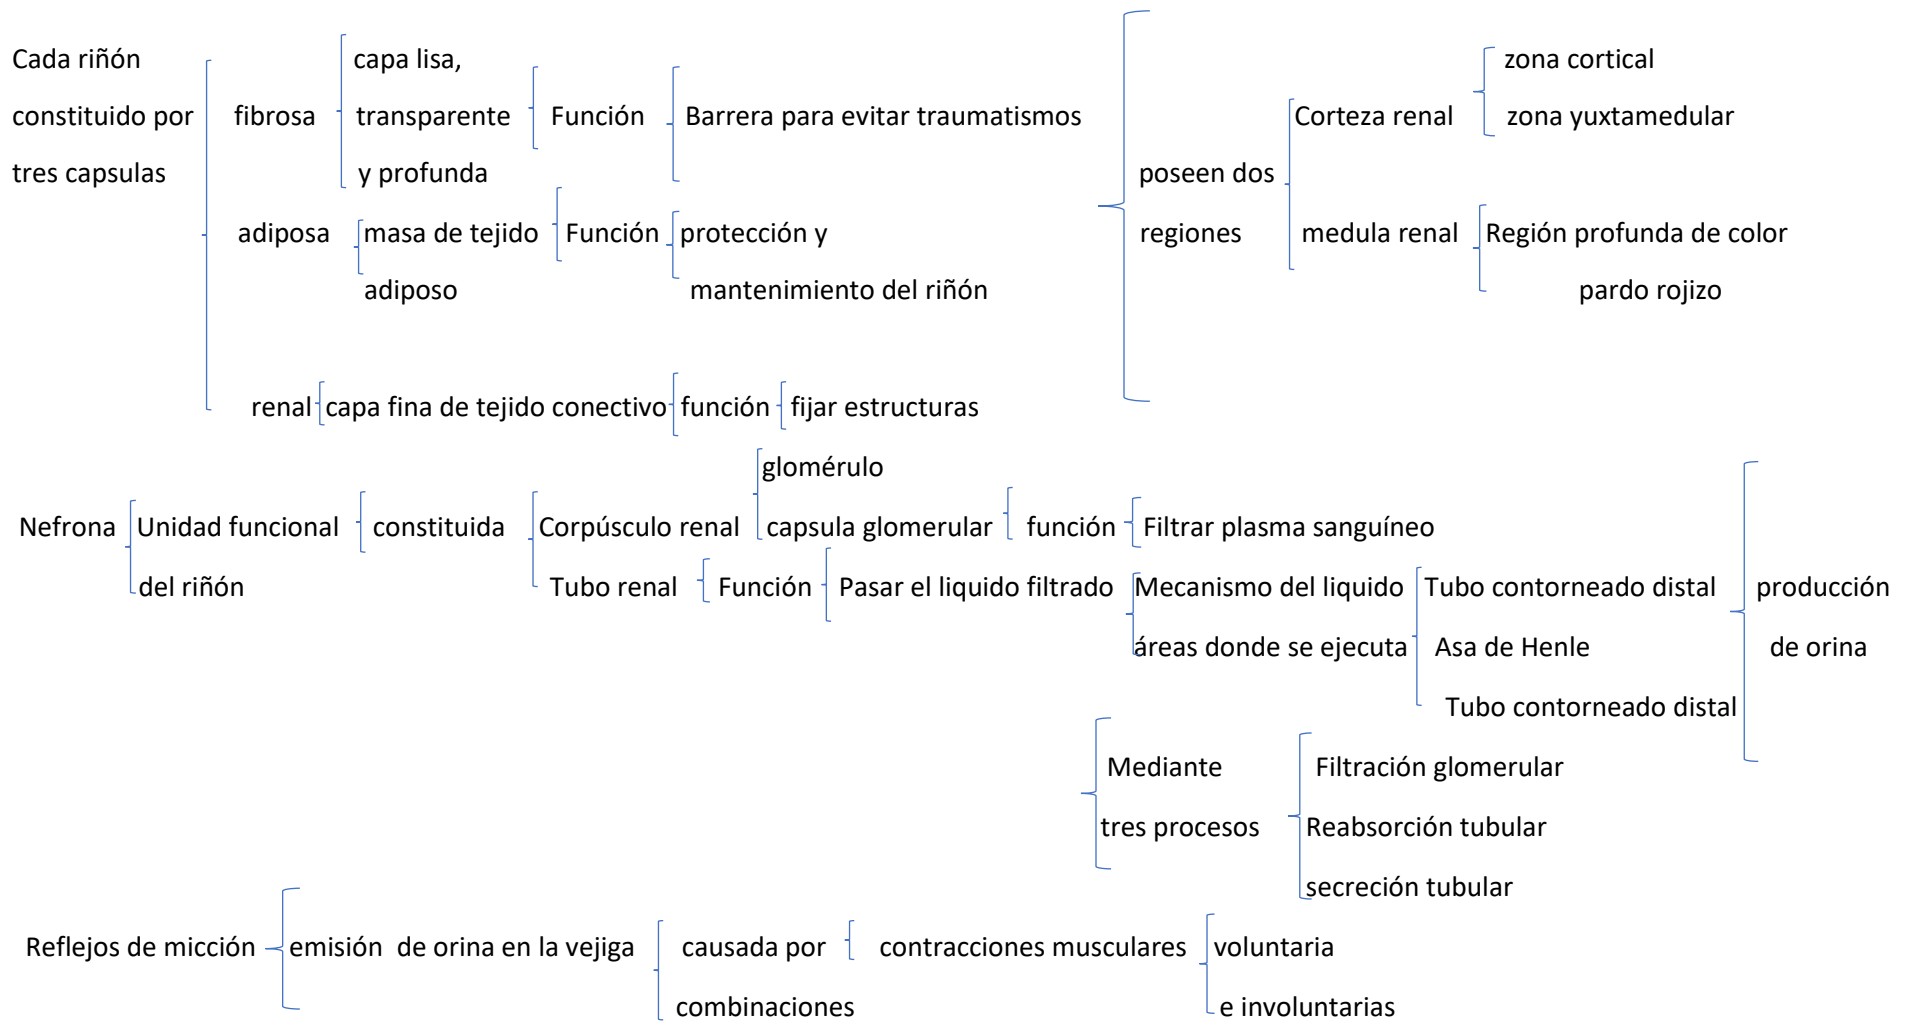 Cada riñón capa lisa, zona cortical
constituido por fibrosa transparente Función Barrera para evitar traumatismos Corteza renal zona yuxtamedular
tres capsulas y profunda poseen dos
adiposa masa de tejido Función protección y regiones medula renal Región profunda de color
adiposo mantenimiento del riñón pardo rojizo
renal capa fina de tejido conectivo función fijar estructuras
glomérulo
Nefrona Unidad funcional constituida Corpúsculo renal capsula glomerular función Filtrar plasma sanguíneo
del riñón Tubo renal Función Pasar el liquido filtrado Mecanismo del liquido Tubo contorneado distal producción
áreas donde se ejecuta Asa de Henle de orina
Tubo contorneado distal
Mediante Filtración glomerular
tres procesos Reabsorción tubular
secreción tubular
Reflejos de micción emisión de orina en la vejiga causada por contracciones musculares voluntaria
combinaciones e involuntarias